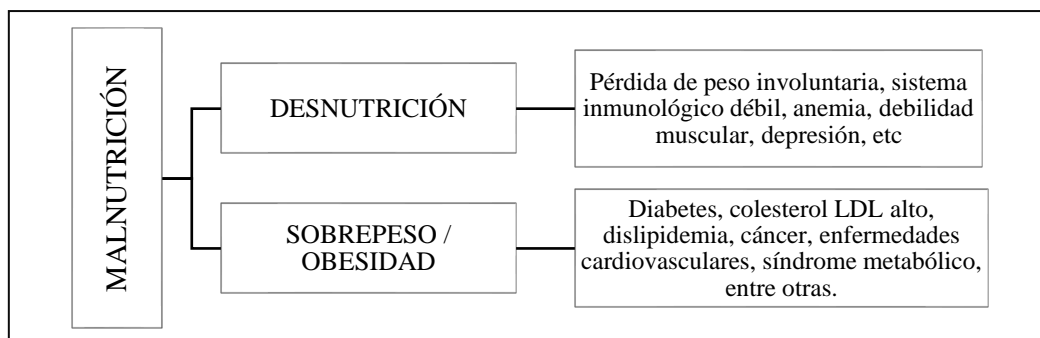 MALNUTRICIÓN
DESNUTRICIÓN
Pérdida de peso involuntaria, sistema
inmunológico débil, anemia, debilidad
muscular, depresión, etc
SOBREPESO /
OBESIDAD
Diabetes, colesterol LDL alto,
dislipidemia, cáncer, enfermedades
cardiovasculares, síndrome metabólico,
entre otras.